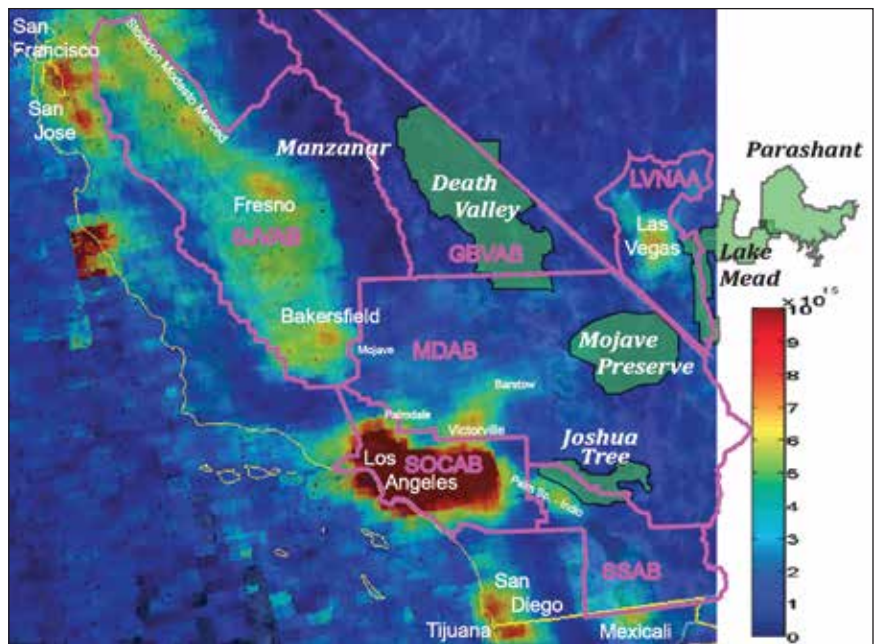 San
Francisco
Stockton Modesto Merced
San
Jose
Manzanar
Death
Valley
Parashant
LVNAA
Las
Vegas
Lake
Mead
Fresno
SJVAB
GBVAB
×10 15
10
9
8
7
6
5
4
3
2
1
0
Bakersfield
Mojave
MDAB
Mojave
Preserve
Barstow
Palmdale
Victorville
Joshua
Tree
Los
Angeles
SOCAB
Palm Sp
Indio
SSAB
San
Diego
Tijuana
Mexicali